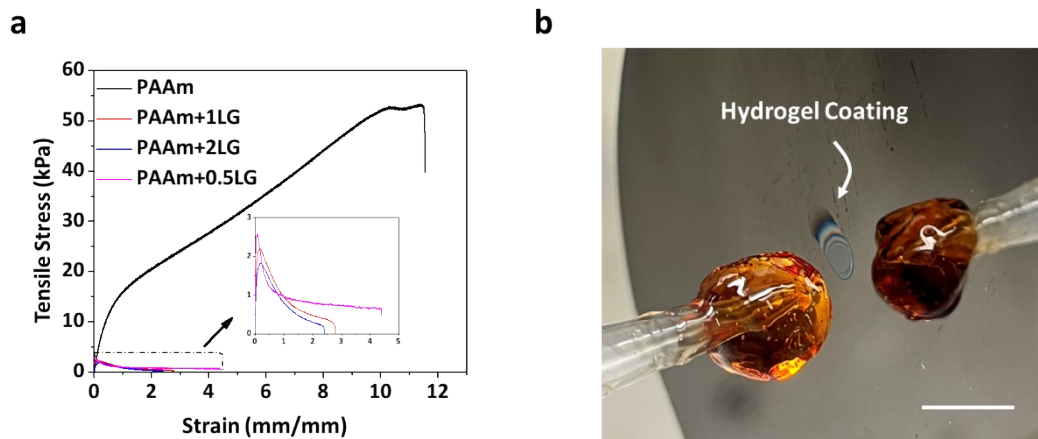 a
60
50
40
30
20
10
0
Tensile Stress (kPa)
PAAm
PAAm+1LG
PAAm+2LG
PAAm+0.5LG
3
2
1
0
0 1 2 3 4 5
0 2 4 6 8 10 12
Strain (mm/mm)
b
Hydrogel Coating